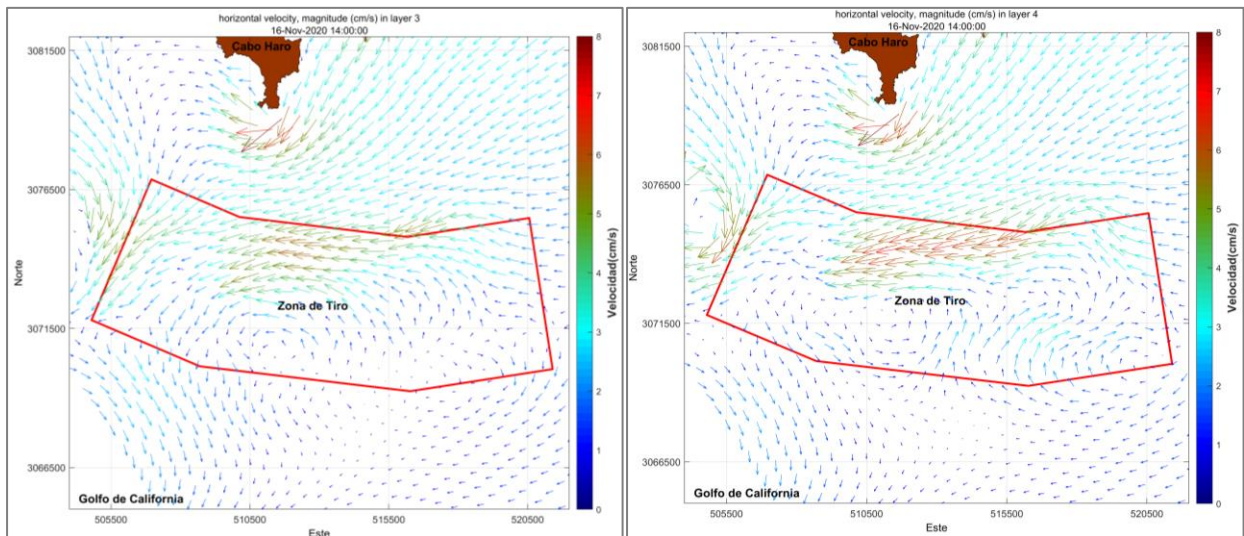 horizontal velocity, magnitude (cm/s) in layer 3
16-Nov-2020 14:00:00
Cabo Haro
3081500
3076500
3071500
3066500
Norte
Zona de Tiro
Golfo de California
505500
510500
515500
520500
Este
8
7
6
5
4
3
2
1
0
Velocidad(cm/s)
horizontal velocity, magnitude (cm/s) in layer 4
16-Nov-2020 14:00:00
Cabo Haro
3081500
3076500
3071500
3066500
Norte
Zona de Tiro
Golfo de California
505500
510500
515500
520500
Este
8
7
6
5
4
3
2
1
0
Velocidad(cm/s)